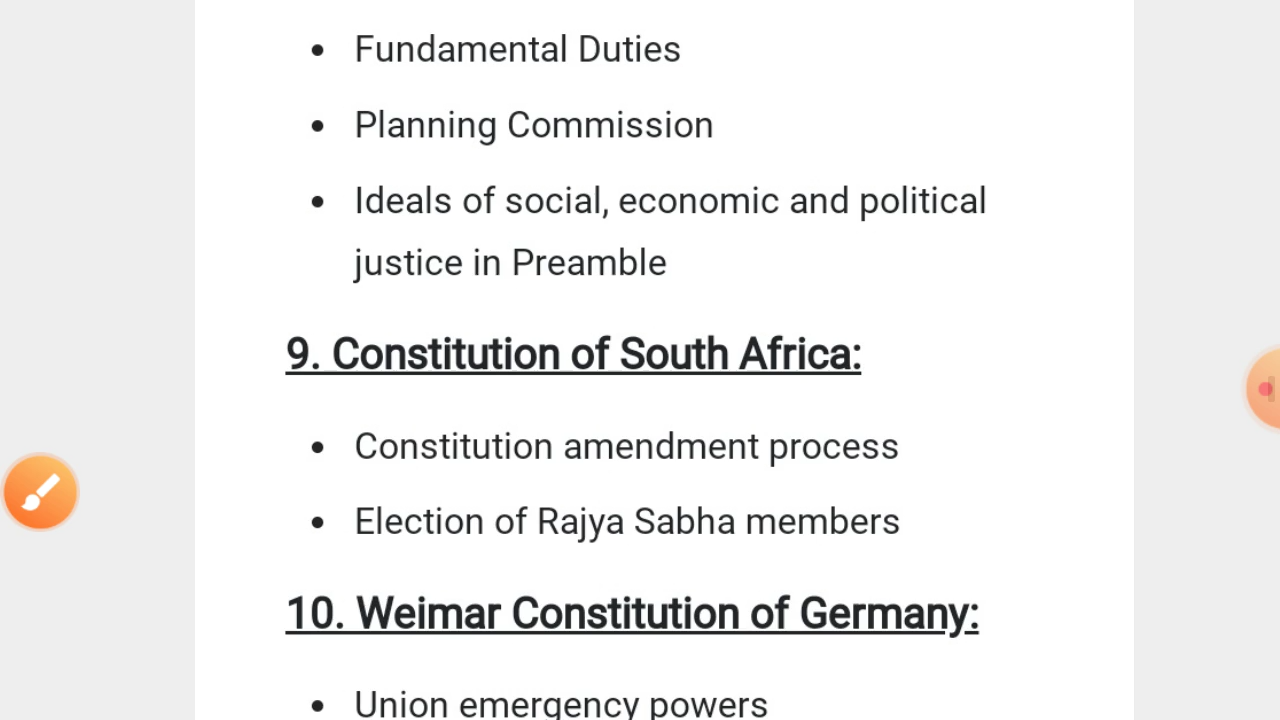 • Fundamental Duties
• Planning Commission
• Ideals of social, economic and political
justice in Preamble
9. Constitution of South Africa:
• Constitution amendment process
• Election of Rajya Sabha members
10. Weimar Constitution of Germany:
• Union emergency powers